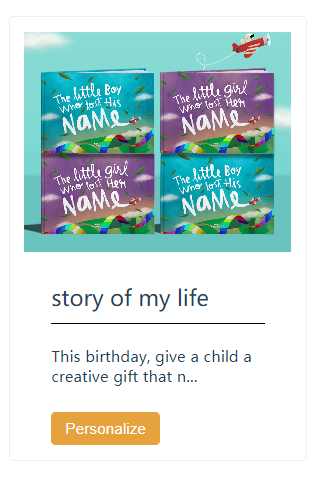 The little Boy
Who lost His
NAMe
The little girl
who lost Her
NAMe
The little girl
who lost Her
NAMe
The little Boy
Who lost His
NAMe
story of my life
This birthday, give a child a
creative gift that n...
Personalize